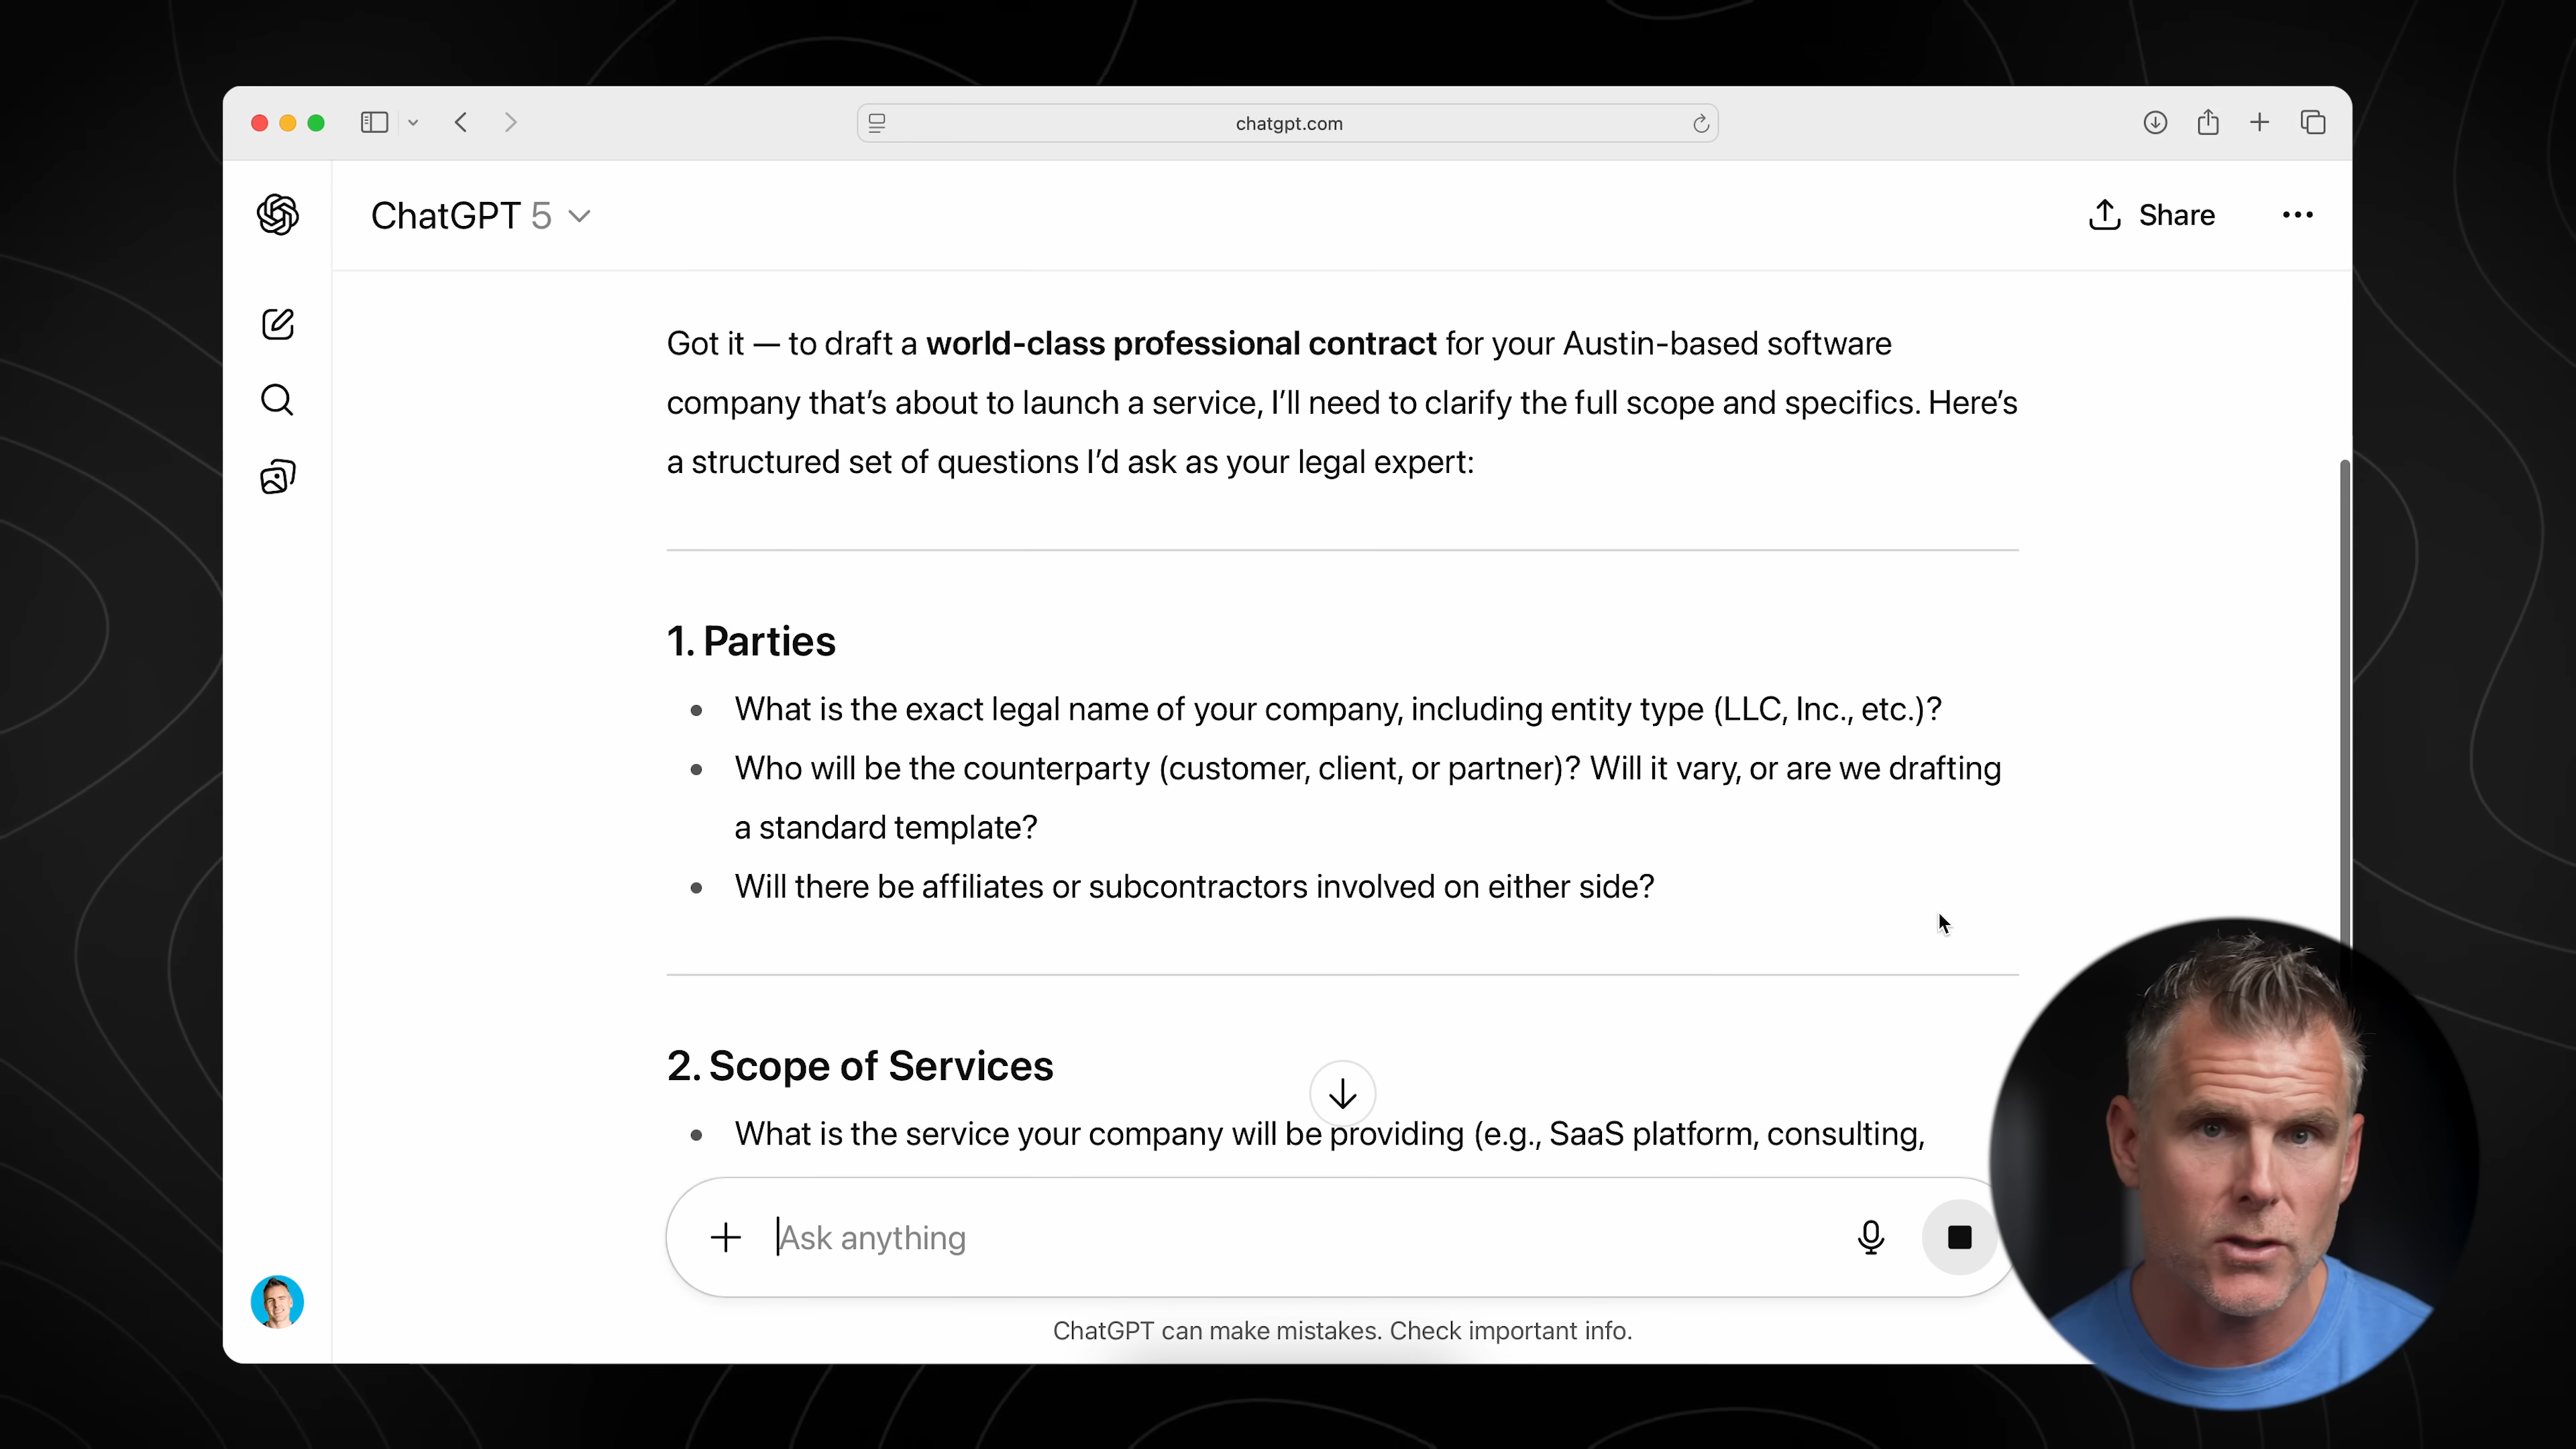 chatgpt.com
ChatGPT 5
Share
Got it — to draft a world-class professional contract for your Austin-based software
company that’s about to launch a service, I’ll need to clarify the full scope and specifics. Here’s
a structured set of questions I’d ask as your legal expert:
1. Parties
• What is the exact legal name of your company, including entity type (LLC, Inc., etc.)?
• Who will be the counterparty (customer, client, or partner)? Will it vary, or are we drafting
a standard template?
• Will there be affiliates or subcontractors involved on either side?
2. Scope of Services
• What is the service your company will be providing (e.g., SaaS platform, consulting,
Ask anything
ChatGPT can make mistakes. Check important info.